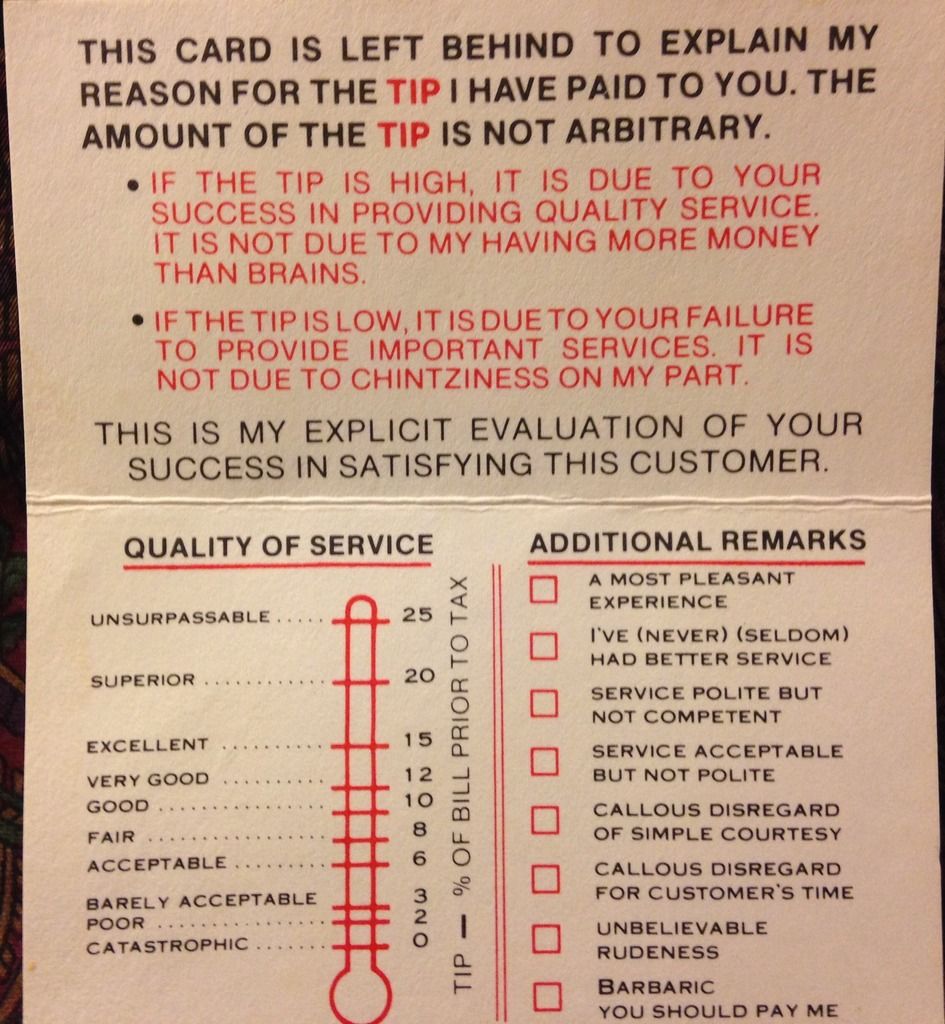 THIS CARD IS LEFT BEHIND TO EXPLAIN MY
REASON FOR THE TIP I HAVE PAID TO YOU. THE
AMOUNT OF THE TIP IS NOT ARBITRARY.
• IF THE TIP IS HIGH, IT IS DUE TO YOUR
SUCCESS IN PROVIDING QUALITY SERVICE.
IT IS NOT DUE TO MY HAVING MORE MONEY
THAN BRAINS.
• IF THE TIP IS LOW, IT IS DUE TO YOUR FAILURE
TO PROVIDE IMPORTANT SERVICES. IT IS
NOT DUE TO CHINTZINESS ON MY PART.
THIS IS MY EXPLICIT EVALUATION OF YOUR
SUCCESS IN SATISFYING THIS CUSTOMER.
QUALITY OF SERVICE
UNSURPASSABLE ..... 25
SUPERIOR ............ 20
EXCELLENT .......... 15
VERY GOOD .......... 12
GOOD ................ 10
FAIR .................. 8
ACCEPTABLE ......... 6
BARELY ACCEPTABLE 3
POOR ................ 2
CATASTROPHIC ....... 0
TIP — % OF BILL PRIOR TO TAX
ADDITIONAL REMARKS
A MOST PLEASANT
EXPERIENCE
I'VE (NEVER) (SELDOM)
HAD BETTER SERVICE
SERVICE POLITE BUT
NOT COMPETENT
SERVICE ACCEPTABLE
BUT NOT POLITE
CALLOUS DISREGARD
OF SIMPLE COURTESY
CALLOUS DISREGARD
FOR CUSTOMER'S TIME
UNBELIEVABLE
RUDENESS
BARBARIC
YOU SHOULD PAY ME